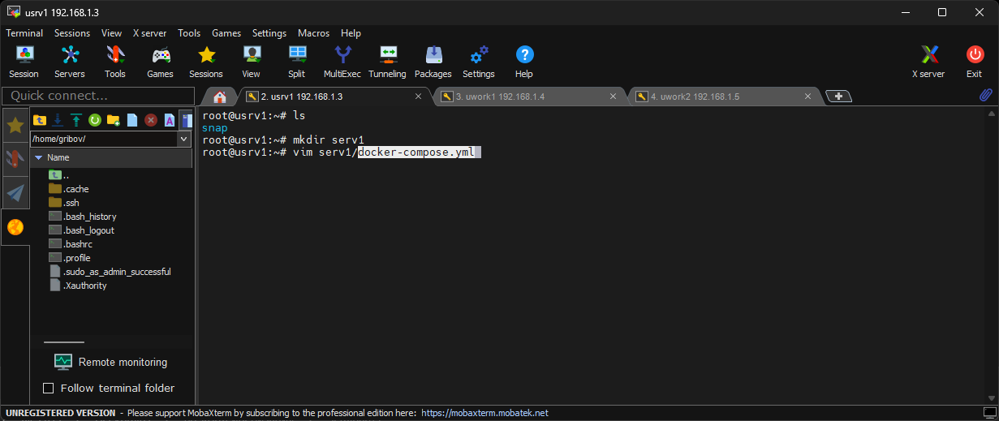 usrv1 192.168.1.3
Terminal Sessions View X server Tools Games Settings Macros Help
Session Servers Tools Games Sessions View Split MultiExec Tunneling Packages Settings Help X server Exit
Quick connect...
2. usrv1 192.168.1.3
3. uwork1 192.168.1.4
4. uwork2 192.168.1.5
/home/gribov/
Name
..
.cache
.ssh
.bash_history
.bash_logout
.bashrc
.profile
.sudo_as_admin_successful
.Xauthority
Remote monitoring
Follow terminal folder
root@usrv1:~# ls
snap
root@usrv1:~# mkdir serv1
root@usrv1:~# vim serv1/docker-compose.yml
UNREGISTERED VERSION - Please support MobaXterm by subscribing to the professional edition here: https://mobaxterm.mobatek.net